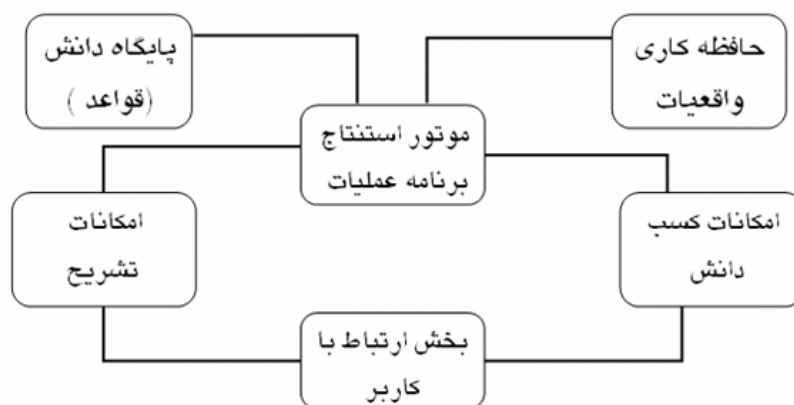 حافظه کاری
واقعیات
پایگاه دانش
(قواعد )
موتور استنتاج
برنامه عملیات
امکانات کسب
دانش
امکانات
تشریح
بخش ارتباط با
کاربر